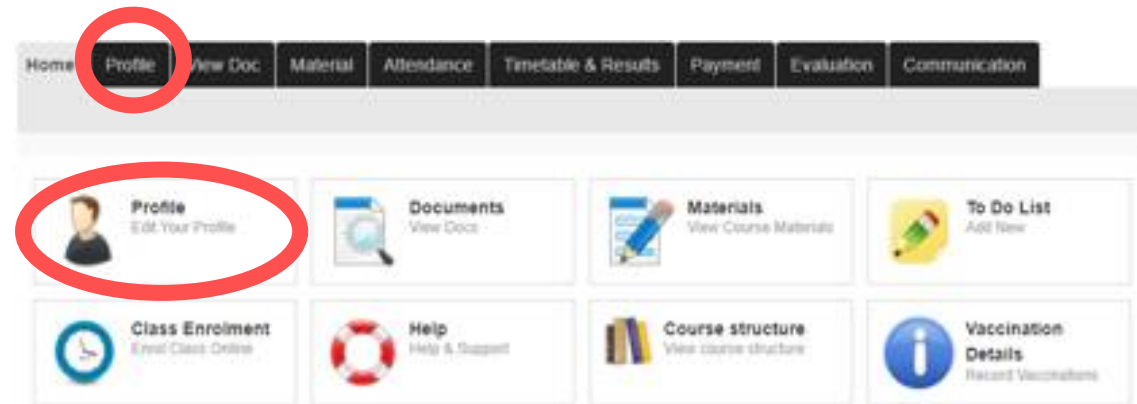 Home Profile View Doc Material Attendance Timetable & Results Payment Evaluation Communication
Profile
Edit Your Profile
Documents
View Docs
Materials
View Course Materials
To Do List
Add New
Class Enrolment
Enrol Class Online
Help
Help & Support
Course structure
View course structure
Vaccination
Details
Record Vaccinations